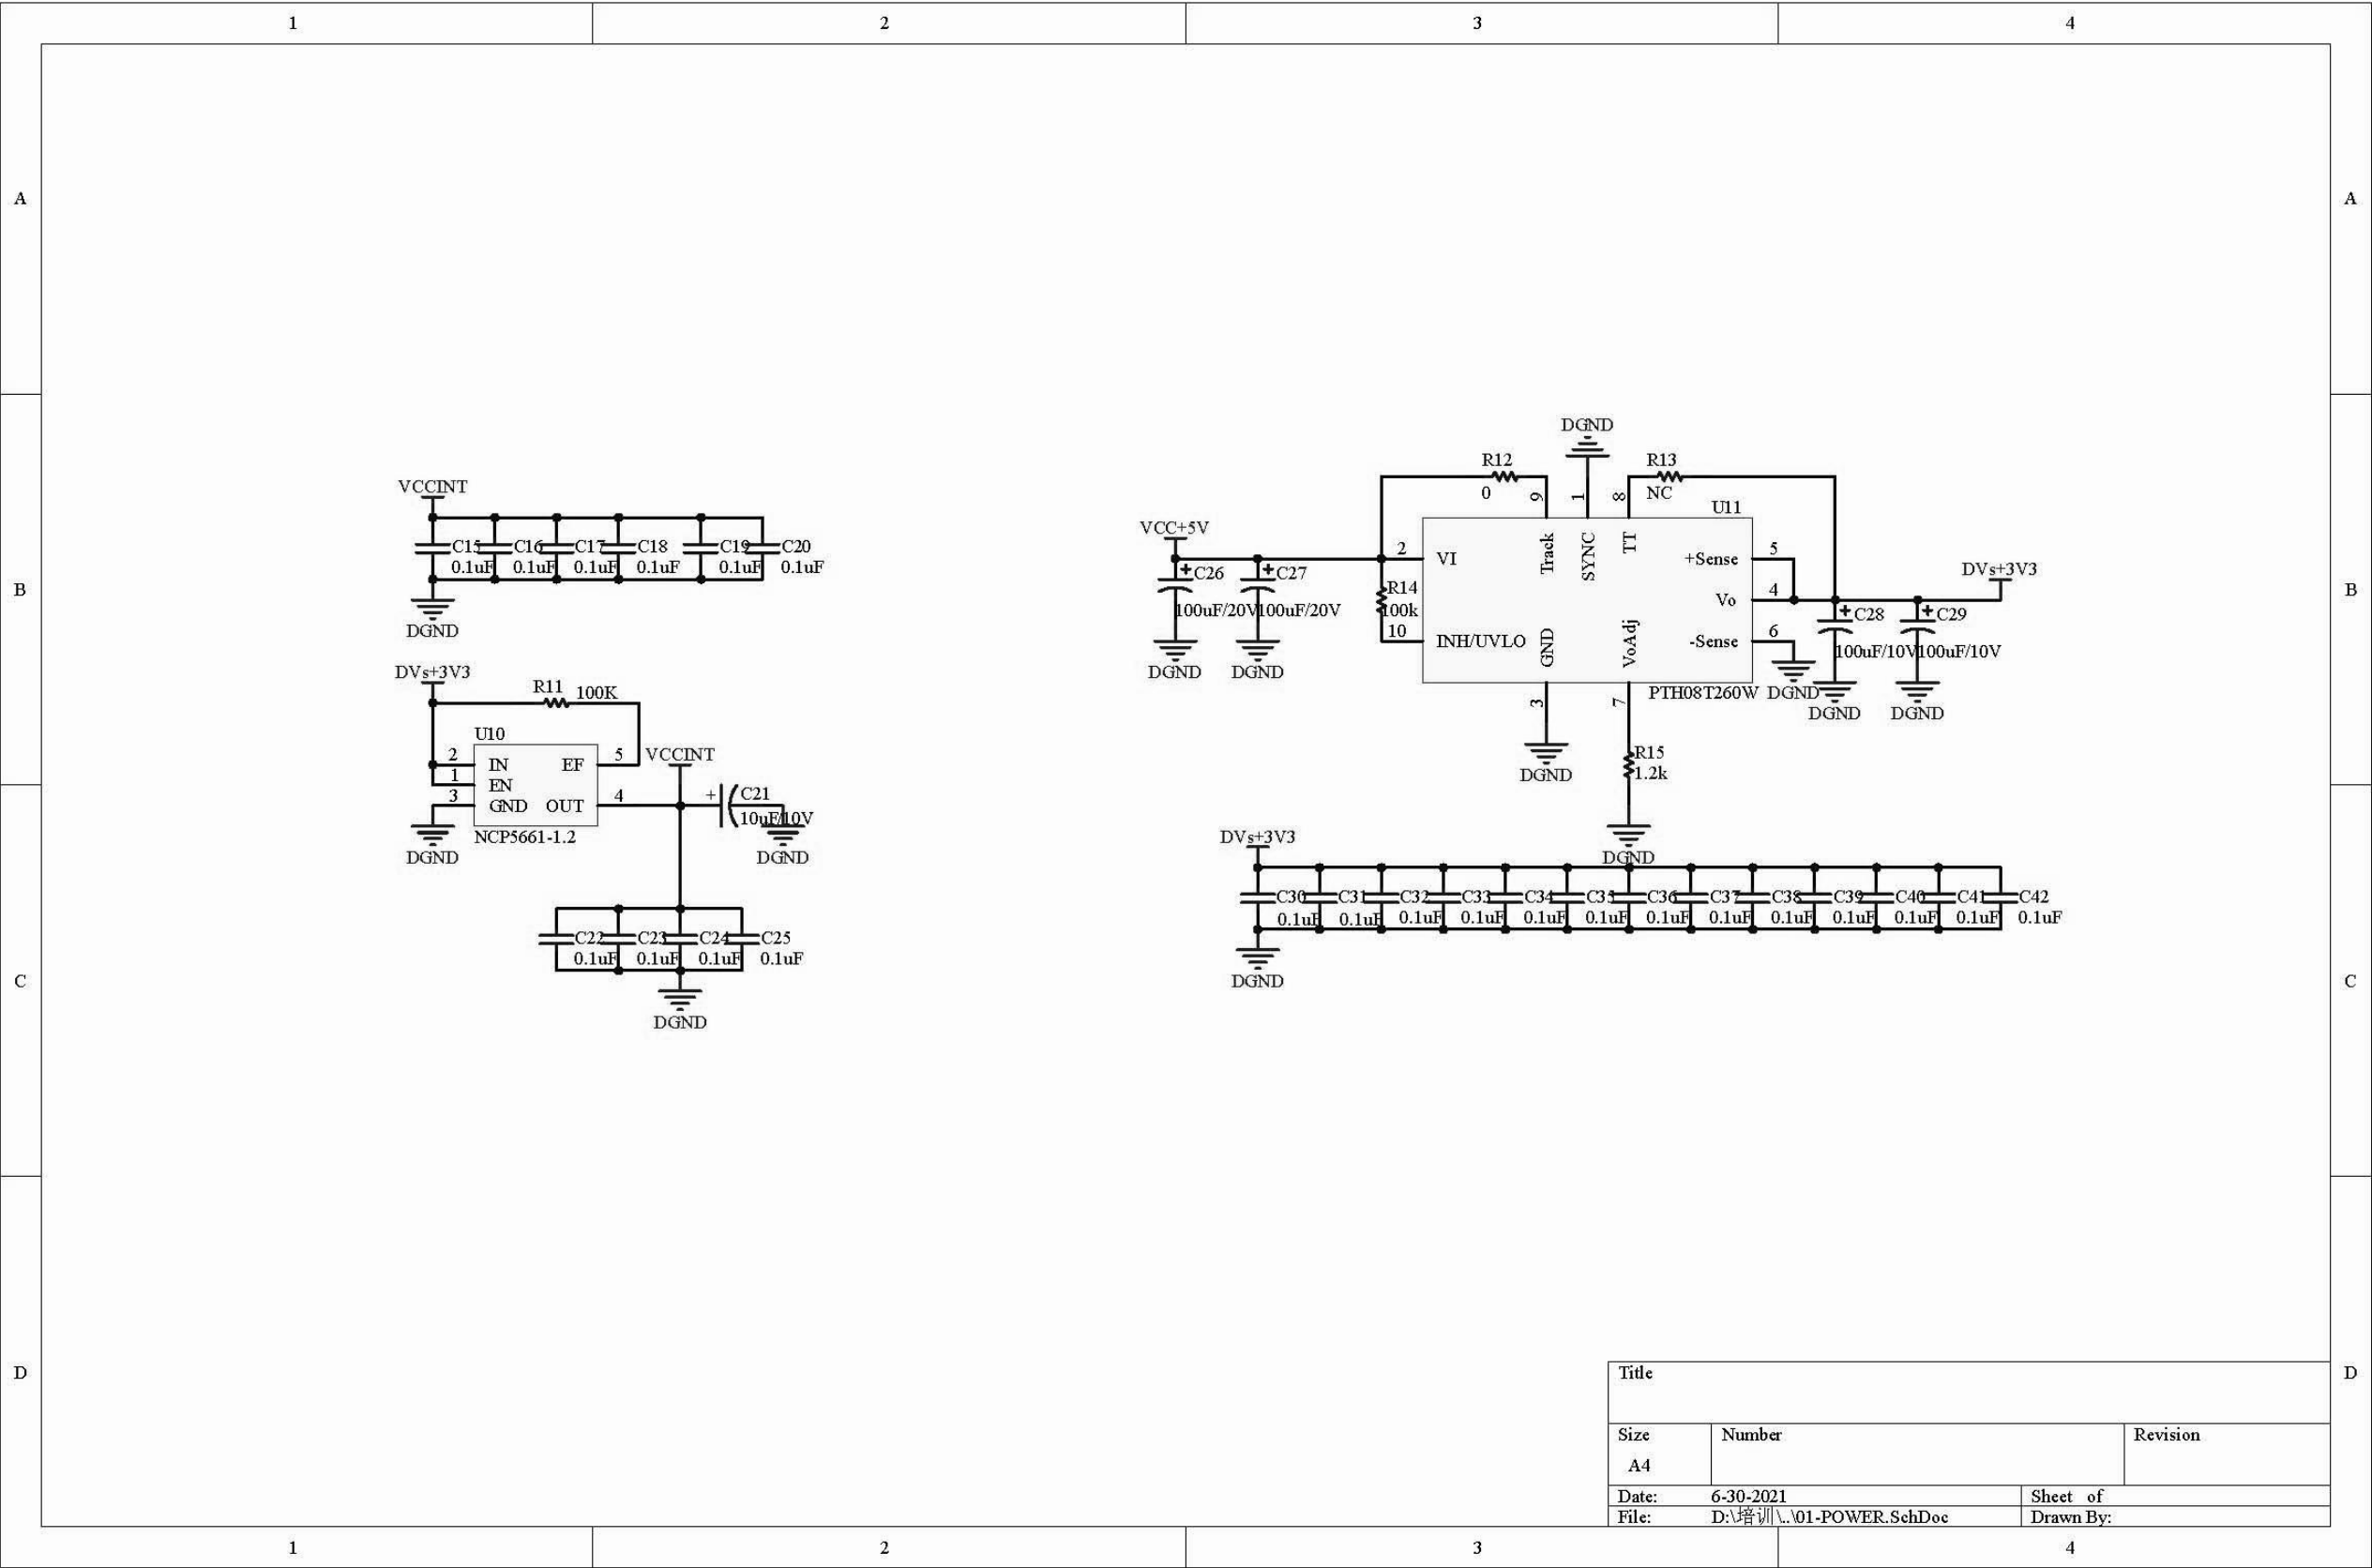 1 2 3 4
A A
DGND
R12 R13
0 9 1 8 NC
VCCINT
U11
VCC+5V
C15 C16 C17 C18 C19 C20
0.1uF 0.1uF 0.1uF 0.1uF 0.1uF 0.1uF
2 VI Track SYNC TT +Sense 5
+ C26 + C27
DVs+3V3
R14
100k
B B
Vo 4
100uF/20V 100uF/20V
+ C28 + C29
DGND
10 INH/UVLO GND VoAdj -Sense 6
100uF/10V 100uF/10V
DGND DGND
DVs+3V3
R11 100K
3 7 PTH08T260W DGND
DGND DGND
U10
VCCINT
R15
1.2k
2 IN EF 5
1 EN
DGND
3 GND OUT 4
+ C21
10uF/10V
NCP5661-1.2
DVs+3V3
DGND DGND
DGND
C30 C31 C32 C33 C34 C35 C36 C37 C38 C39 C40 C41 C42
0.1uF 0.1uF 0.1uF 0.1uF 0.1uF 0.1uF 0.1uF 0.1uF 0.1uF 0.1uF 0.1uF 0.1uF 0.1uF
C22 C23 C24 C25
0.1uF 0.1uF 0.1uF 0.1uF
C C
DGND
DGND
D D
Title
Size Number Revision
A4
Date: 6-30-2021 Sheet of
File: D:\培训\..\01-POWER.SchDoc Drawn By:
1 2 3 4